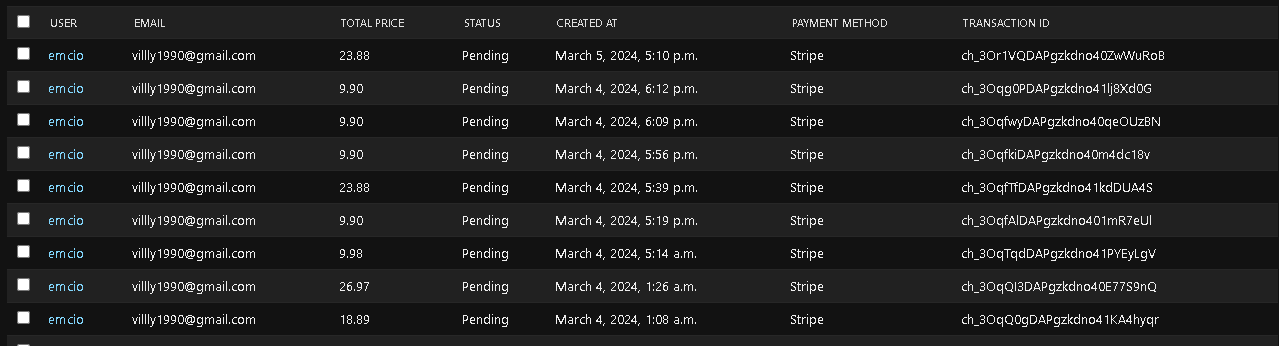 USER EMAIL TOTAL PRICE STATUS CREATED AT PAYMENT METHOD TRANSACTION ID
emcio villly1990@gmail.com 23.88 Pending March 5, 2024, 5:10 p.m. Stripe ch_3Or1VQDAPgzkdno40ZwWuRoB
emcio villly1990@gmail.com 9.90 Pending March 4, 2024, 6:12 p.m. Stripe ch_3Oqg0PDAPgzkdno41lj8Xd0G
emcio villly1990@gmail.com 9.90 Pending March 4, 2024, 6:09 p.m. Stripe ch_3OqfwyDAPgzkdno40qeOUzBN
emcio villly1990@gmail.com 9.90 Pending March 4, 2024, 5:56 p.m. Stripe ch_3OqfkiDAPgzkdno40m4dc18v
emcio villly1990@gmail.com 23.88 Pending March 4, 2024, 5:39 p.m. Stripe ch_3OqfTfDAPgzkdno41kdDUA4S
emcio villly1990@gmail.com 9.90 Pending March 4, 2024, 5:19 p.m. Stripe ch_3OqfAlDAPgzkdno401mR7eUl
emcio villly1990@gmail.com 9.98 Pending March 4, 2024, 5:14 a.m. Stripe ch_3OqTqdDAPgzkdno41PYEyLgV
emcio villly1990@gmail.com 26.97 Pending March 4, 2024, 1:26 a.m. Stripe ch_3OqQI3DAPgzkdno40E77S9nQ
emcio villly1990@gmail.com 18.89 Pending March 4, 2024, 1:08 a.m. Stripe ch_3OqQ0gDAPgzkdno41KA4hyqr